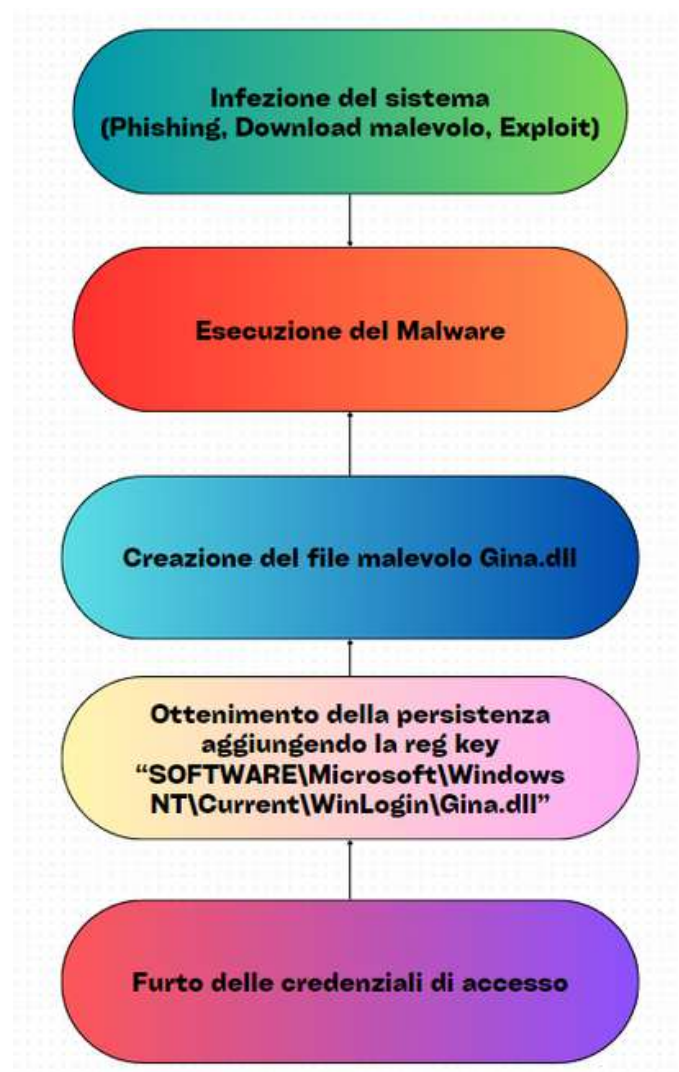 Infezione del sistema
(Phishing, Download malevolo, Exploit)
Esecuzione del Malware
Creazione del file malevolo Gina.dll
Ottenimento della persistenza
aggiungendo la reg key
“SOFTWARE\Microsoft\Windows
NT\Current\WinLogin\Gina.dll”
Furto delle credenziali di accesso